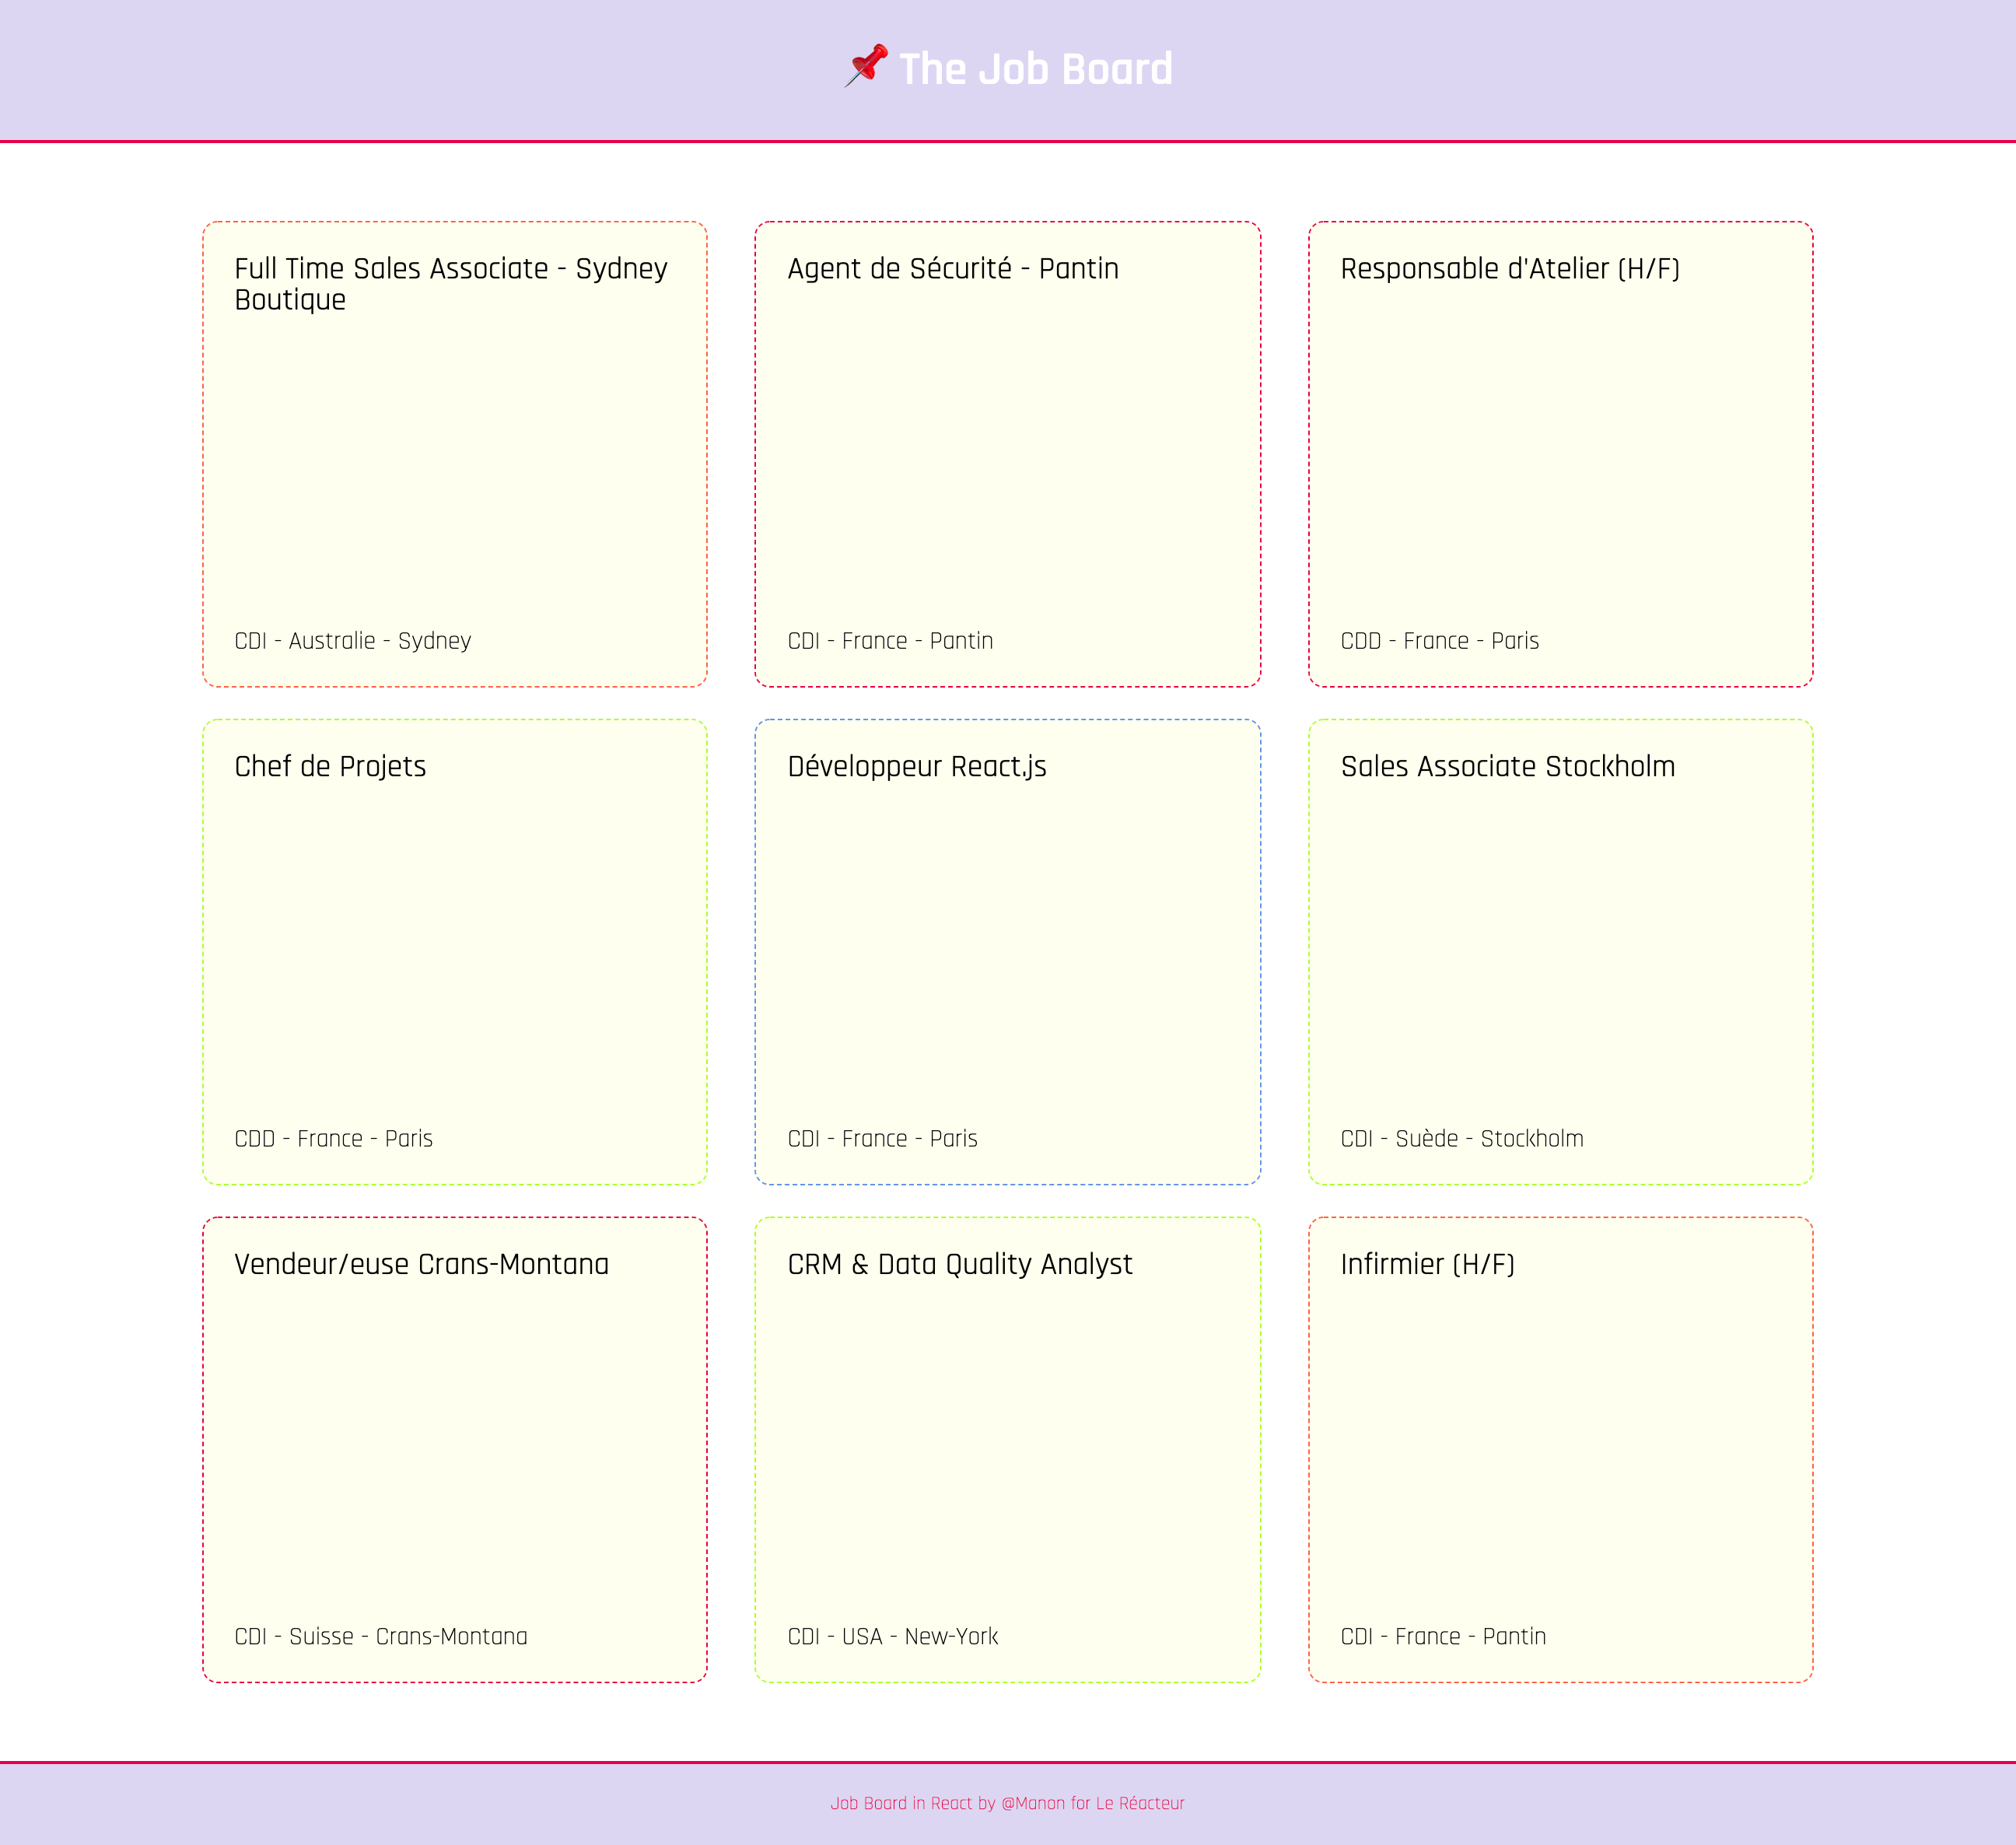 📌 The Job Board
Full Time Sales Associate - Sydney
Boutique
CDI - Australie - Sydney
Agent de Sécurité - Pantin
CDI - France - Pantin
Responsable d'Atelier (H/F)
CDD - France - Paris
Chef de Projets
CDD - France - Paris
Développeur React.js
CDI - France - Paris
Sales Associate Stockholm
CDI - Suède - Stockholm
Vendeur/euse Crans-Montana
CDI - Suisse - Crans-Montana
CRM & Data Quality Analyst
CDI - USA - New-York
Infirmier (H/F)
CDI - France - Pantin
Job Board in React by @Manon for Le Réacteur